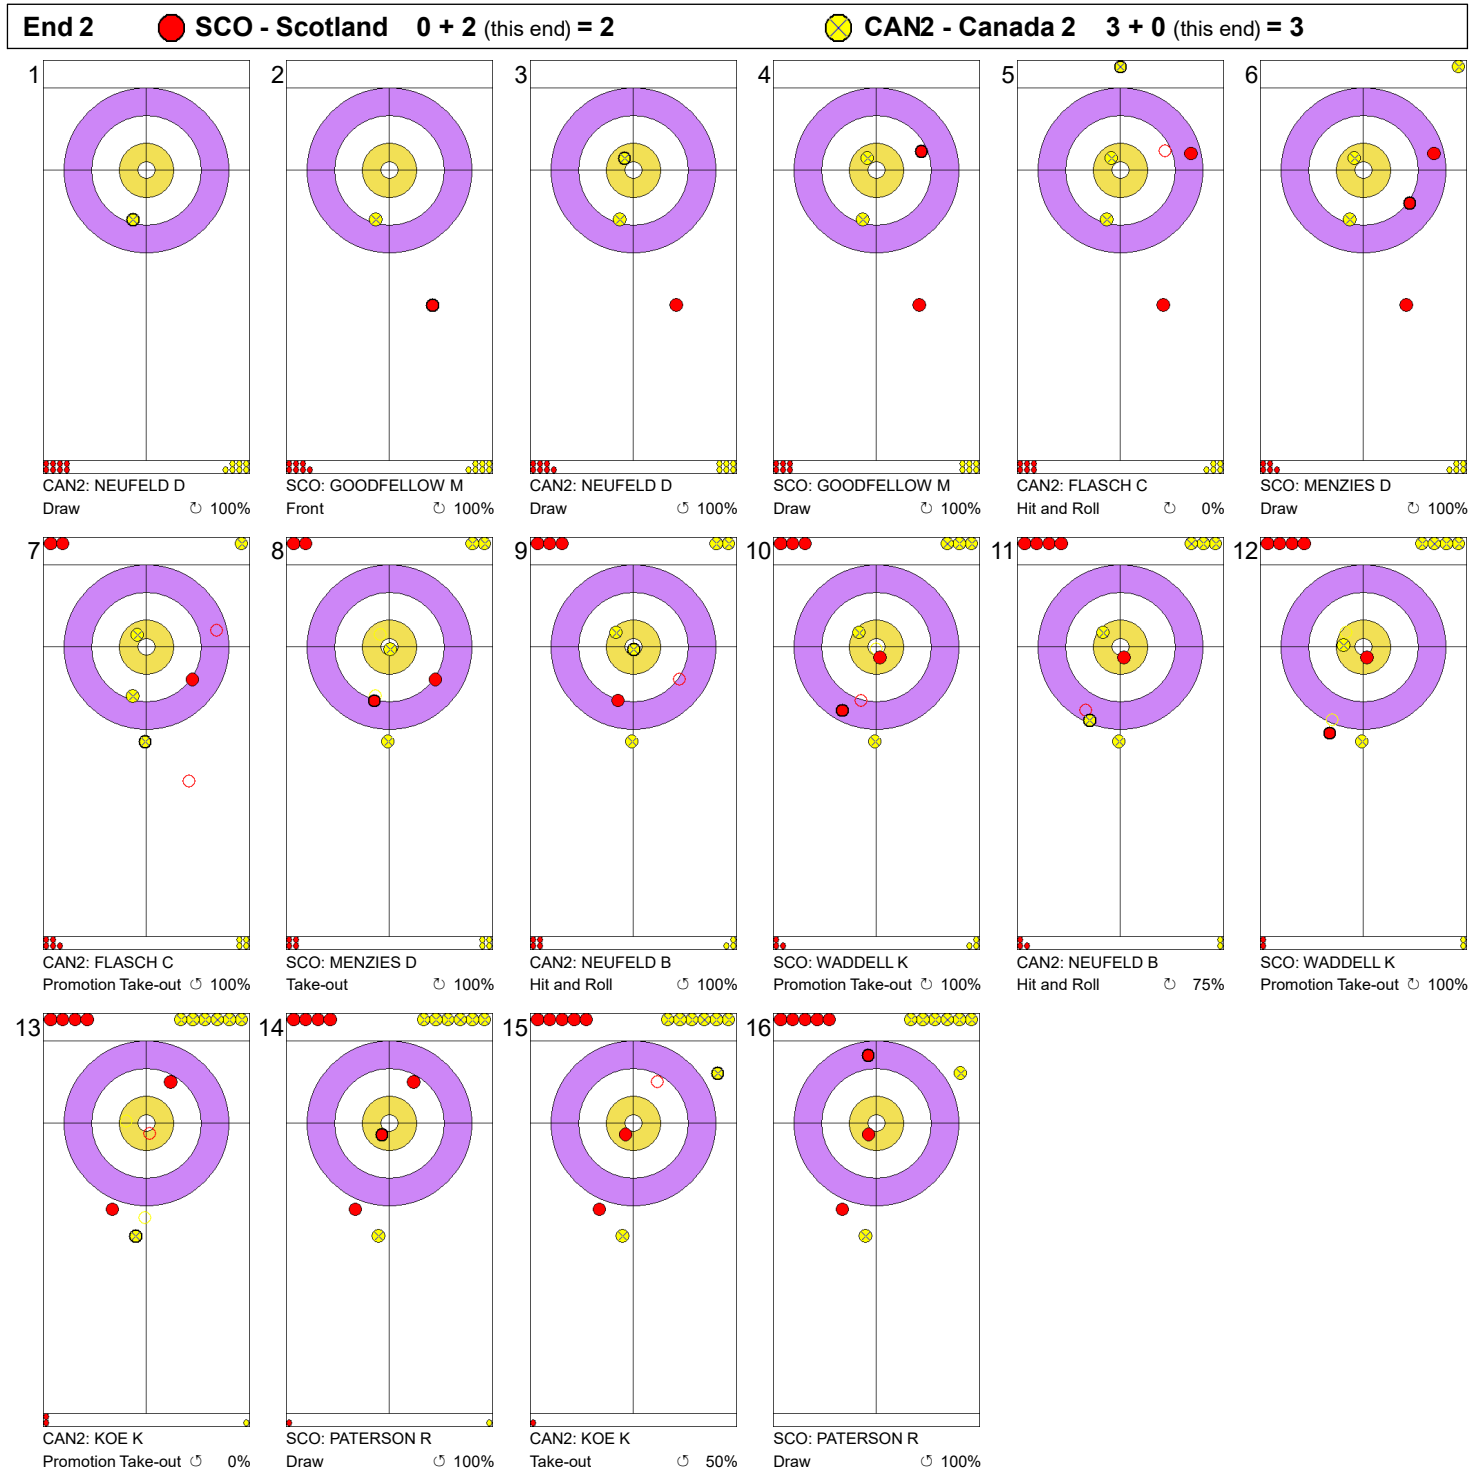 End 2 SCO - Scotland 0 + 2 (this end) = 2 CAN2 - Canada 2 3 + 0 (this end) = 3
1 2 3 4 5 6
CAN2: NEUFELD D SCO: GOODFELLOW M CAN2: NEUFELD D SCO: GOODFELLOW M CAN2: FLASCH C SCO: MENZIES D
Draw ↻ 100% Front ↻ 100% Draw ↺ 100% Draw ↻ 100% Hit and Roll ↻ 0% Draw ↻ 100%
7 8 9 10 11 12
CAN2: FLASCH C SCO: MENZIES D CAN2: NEUFELD B SCO: WADDELL K CAN2: NEUFELD B SCO: WADDELL K
Promotion Take-out ↺ 100% Take-out ↺ 100% Hit and Roll ↺ 100% Promotion Take-out ↺ 100% Hit and Roll ↻ 75% Promotion Take-out ↻ 100%
13 14 15 16
CAN2: KOE K SCO: PATERSON R CAN2: KOE K SCO: PATERSON R
Promotion Take-out ↺ 0% Draw ↺ 100% Take-out ↺ 50% Draw ↺ 100%